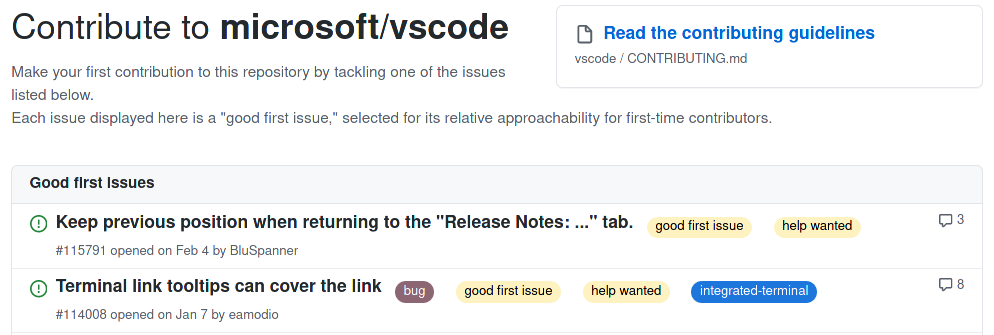 Contribute to microsoft/vscode
Read the contributing guidelines
vscode / CONTRIBUTING.md
Make your first contribution to this repository by tackling one of the issues
listed below.
Each issue displayed here is a "good first issue," selected for its relative approachability for first-time contributors.
Good first issues
Keep previous position when returning to the "Release Notes: ..." tab. good first issue help wanted 3
#115791 opened on Feb 4 by BluSpanner
Terminal link tooltips can cover the link bug good first issue help wanted integrated-terminal 8
#114008 opened on Jan 7 by eamodio